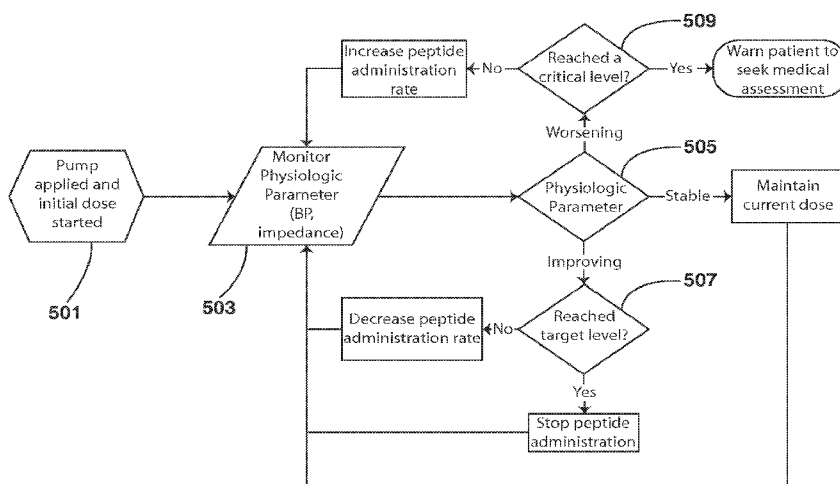 509
Increase peptide
administration
rate
No
Reached a
critical level?
Yes
Warn patient to
seek medical
assessment
Worsening
505
Pump
applied and
initial dose
started
501
Monitor
Physiologic
Parameter
(BP,
impedance)
503
Physiologic
Parameter
Stable
Maintain
current dose
Improving
507
Decrease peptide
administration rate
No
Reached
target level?
Yes
Stop peptide
administration